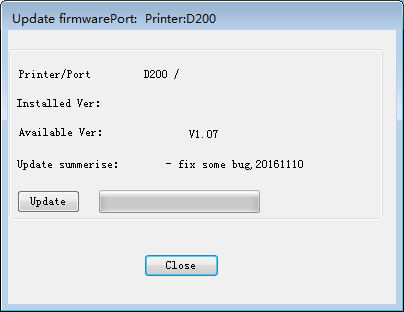 Update firmwarePort: Printer:D200
Printer/Port D200 /
Installed Ver:
Available Ver: V1.07
Update summerise: - fix some bug,20161110
Update
Close